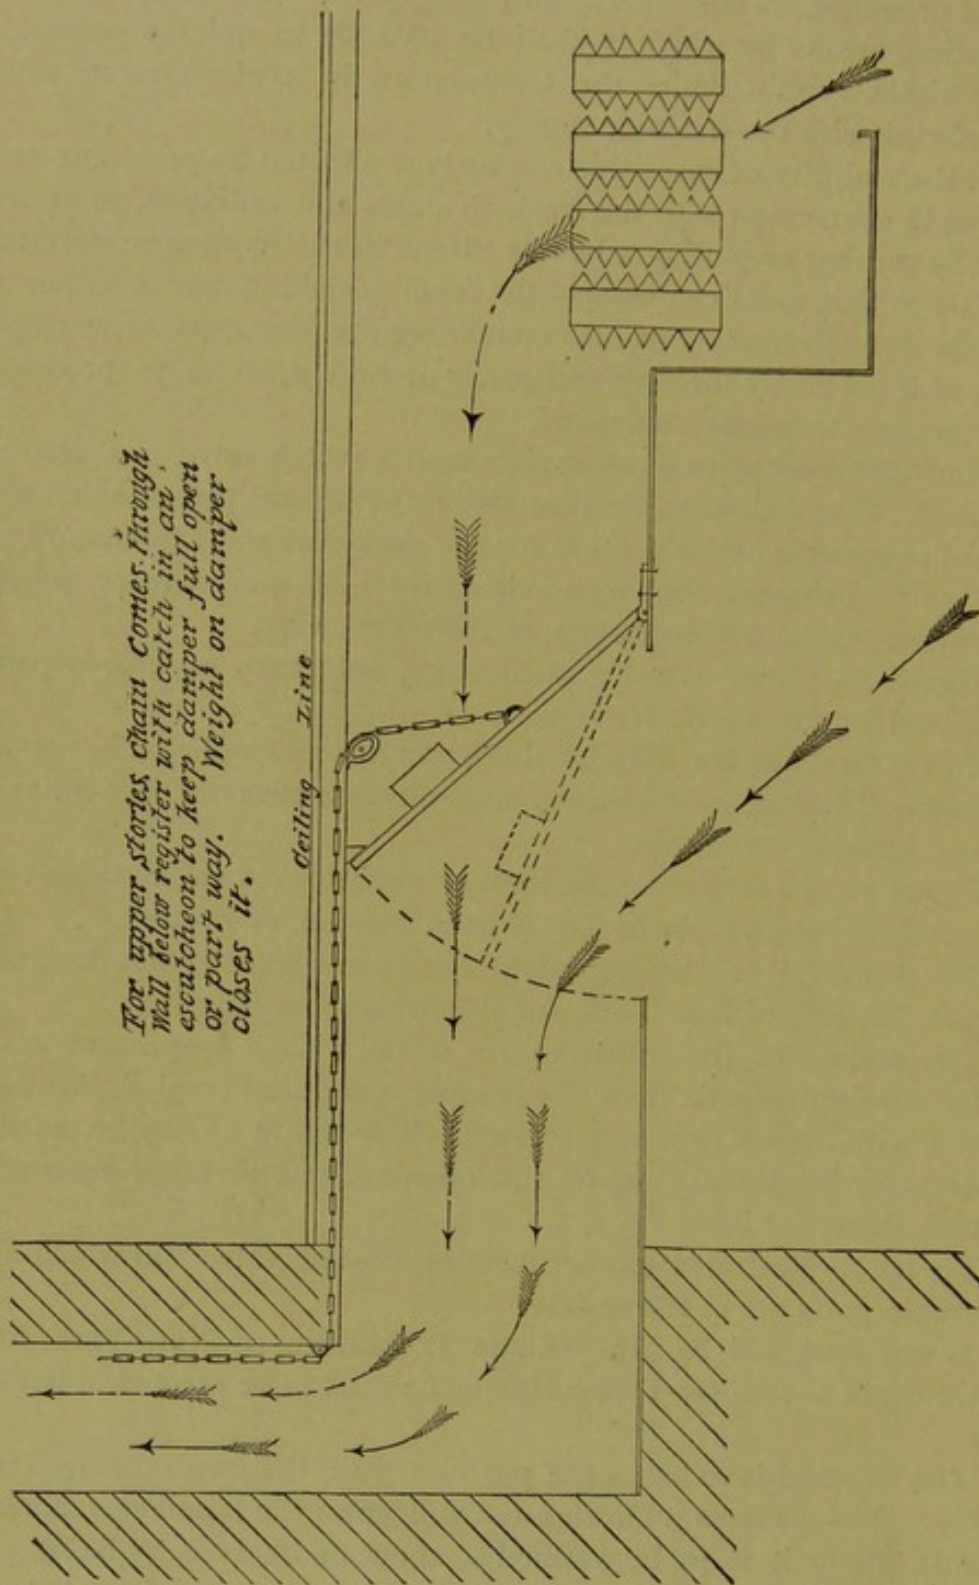 For upper stories, chain comes through
Wall below register with catch in an
escutcheon to keep damper full open
or part way. Weight on damper
closes it.
Ceiling Line